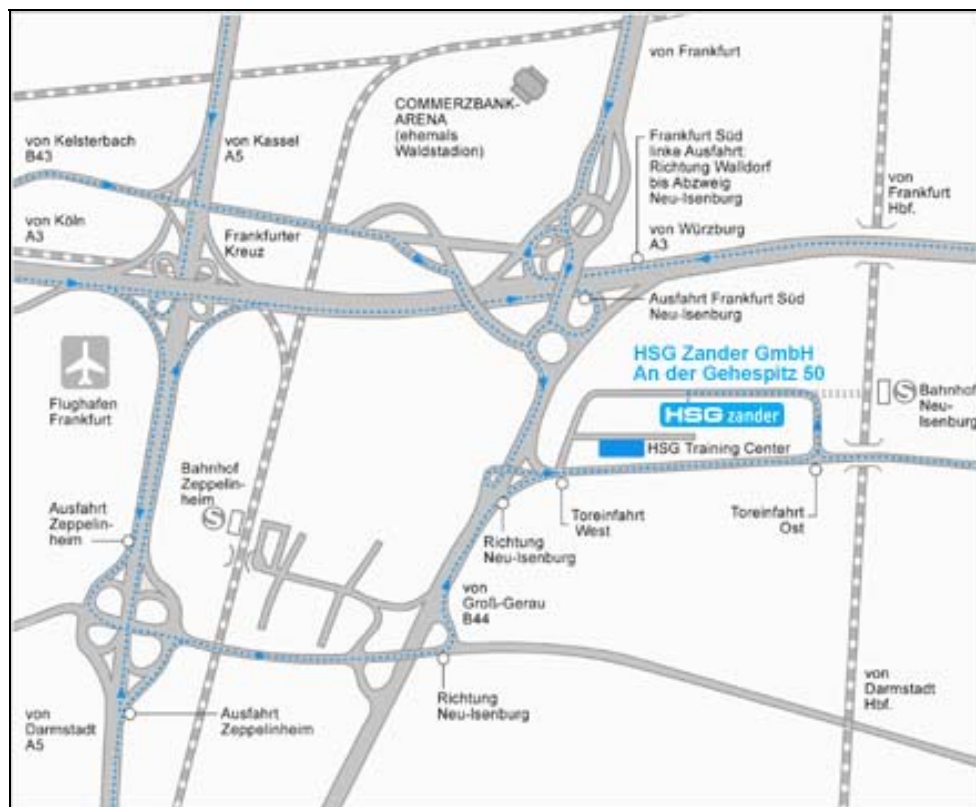 von Frankfurt
COMMERZBANK-
ARENA
(ehemals
Waldstadion)
von Kelsterbach
B43
von Kassel
A5
Frankfurt Süd
linke Ausfahrt:
Richtung Walldorf
bis Abzweig
Neu-Isenburg
von
Frankfurt
Hbf.
von Köln
A3
Frankfurter
Kreuz
von Würzburg
A3
Ausfahrt Frankfurt Süd
Neu-Isenburg
HSG Zander GmbH
An der Gehespitz 50
Flughafen
Frankfurt
HSG zander
S
Bahnhof
Neu-
Isenburg
HSG Training Center
Bahnhof
Zeppelin-
heim
S
Ausfahrt
Zeppelin-
heim
Toreinfahrt
West
Toreinfahrt
Ost
Richtung
Neu-Isenburg
von
Groß-Gerau
B44
von
Darmstadt
Hbf.
Richtung
Neu-Isenburg
von
Darmstadt
A5
Ausfahrt
Zeppelinheim